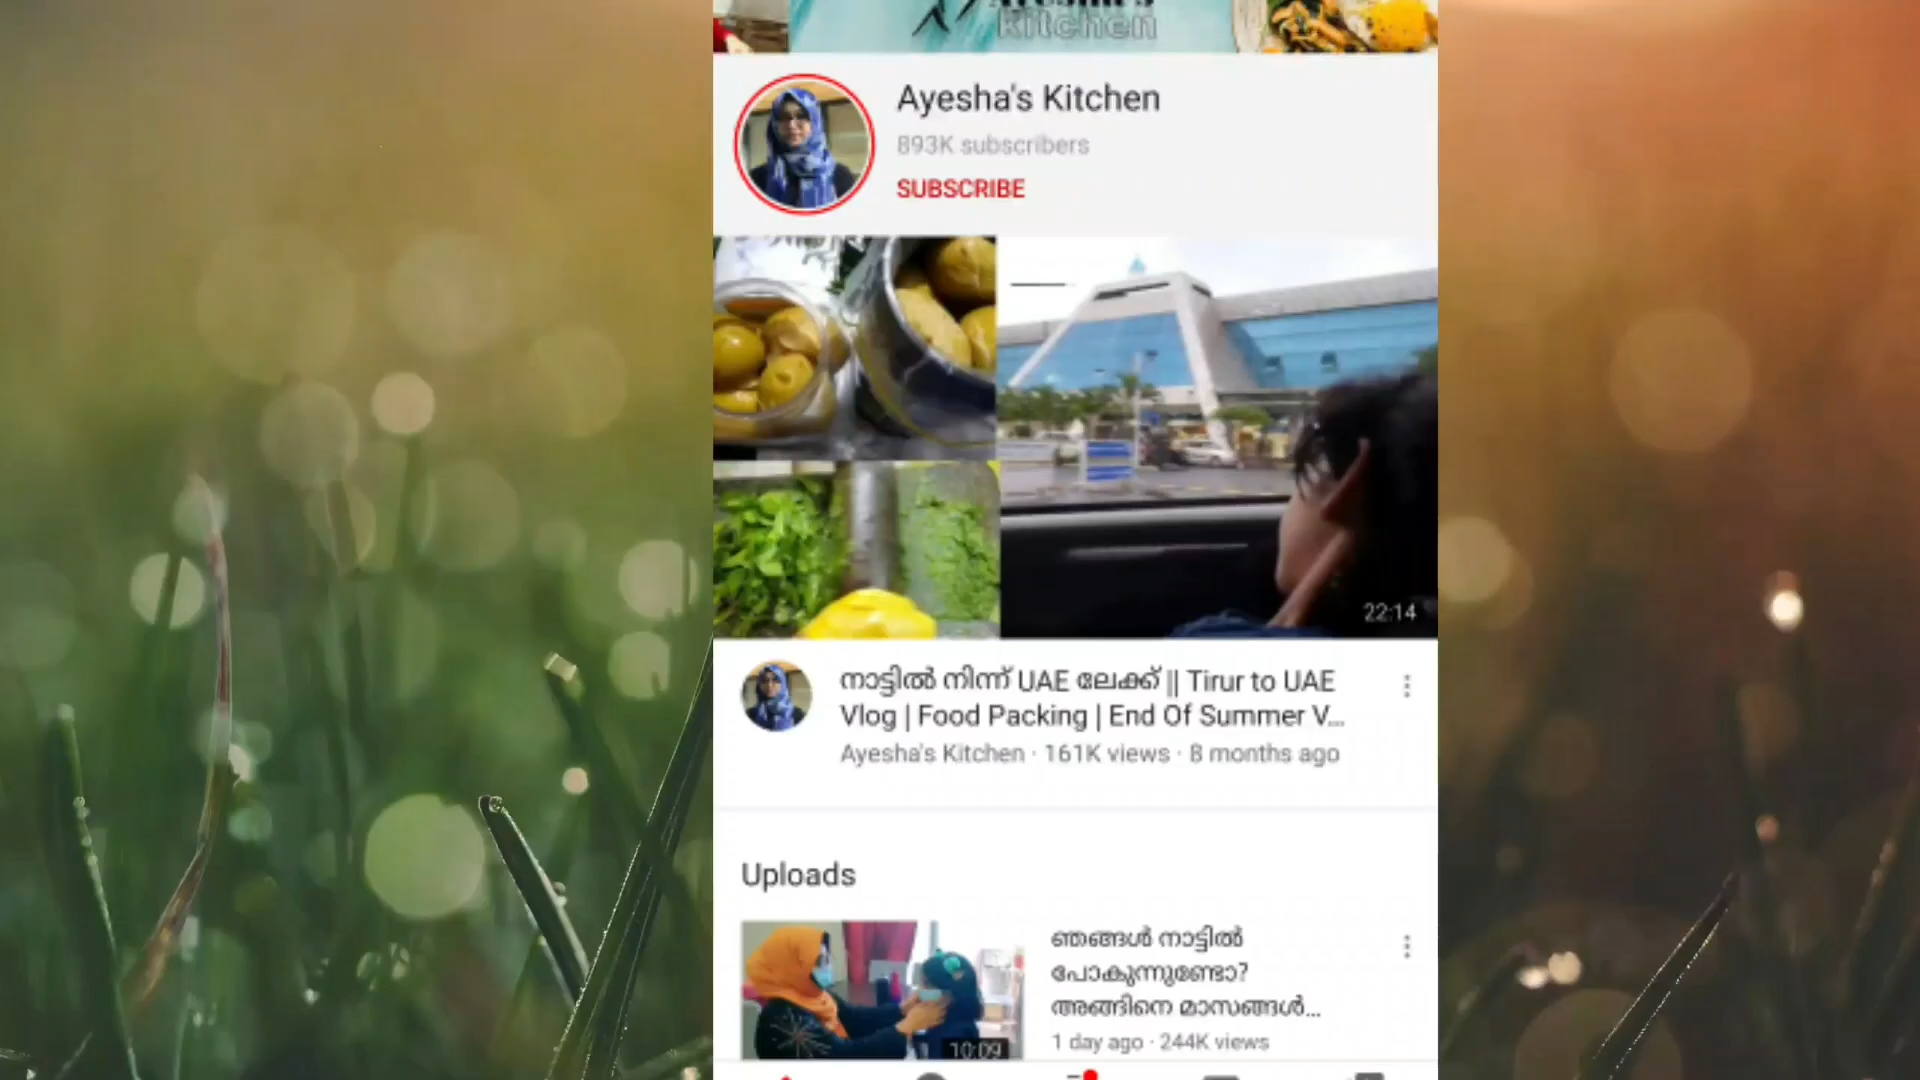 kitchen
Ayesha's Kitchen
893K subscribers
SUBSCRIBE
22:14
നാട്ടിൽ നിന്ന് UAE ലേക്ക് || Tirur to UAE
Vlog | Food Packing | End Of Summer V...
Ayesha's Kitchen · 161K views · 8 months ago
Uploads
ഞങ്ങൾ നാട്ടിൽ
പോകുന്നുണ്ടോ?
അങ്ങിനെ മാസങ്ങൾ...
1 day ago · 244K views
10:09